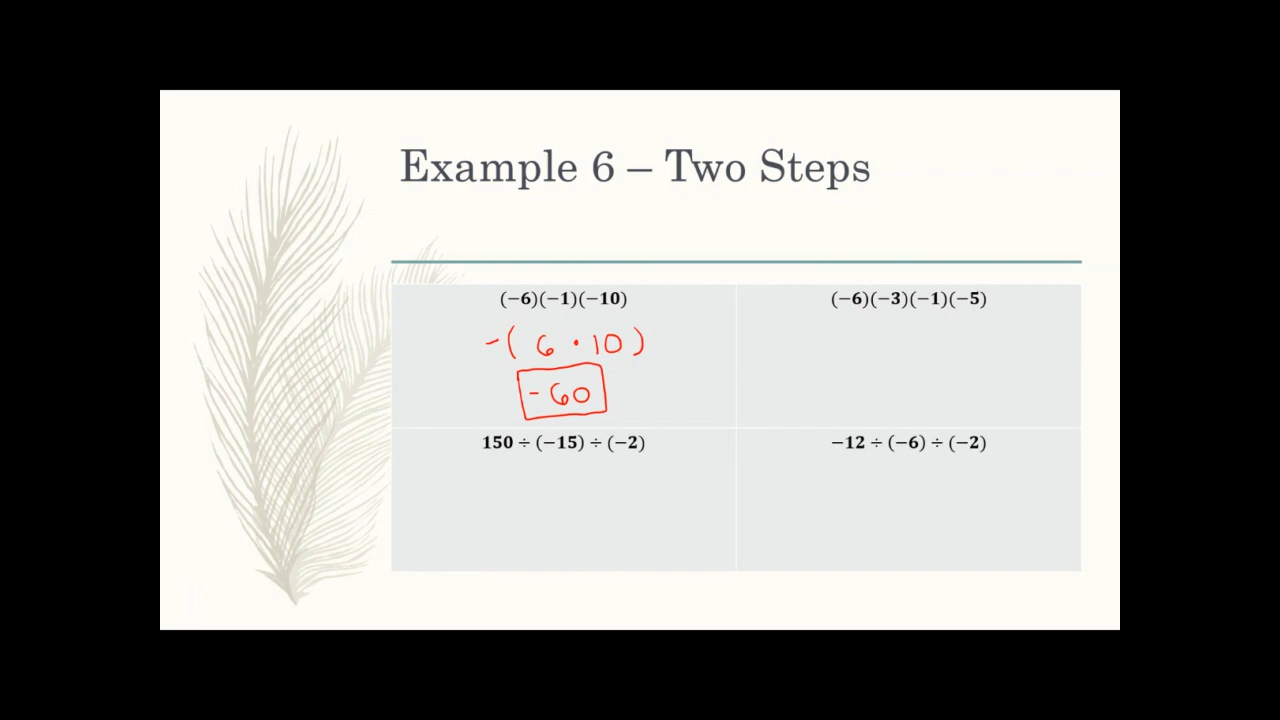 Example 6 – Two Steps
(−6)(−1)(−10)
-( 6 · 10 )
-60
(−6)(−3)(−1)(−5)
150 ÷ (−15) ÷ (−2)
−12 ÷ (−6) ÷ (−2)